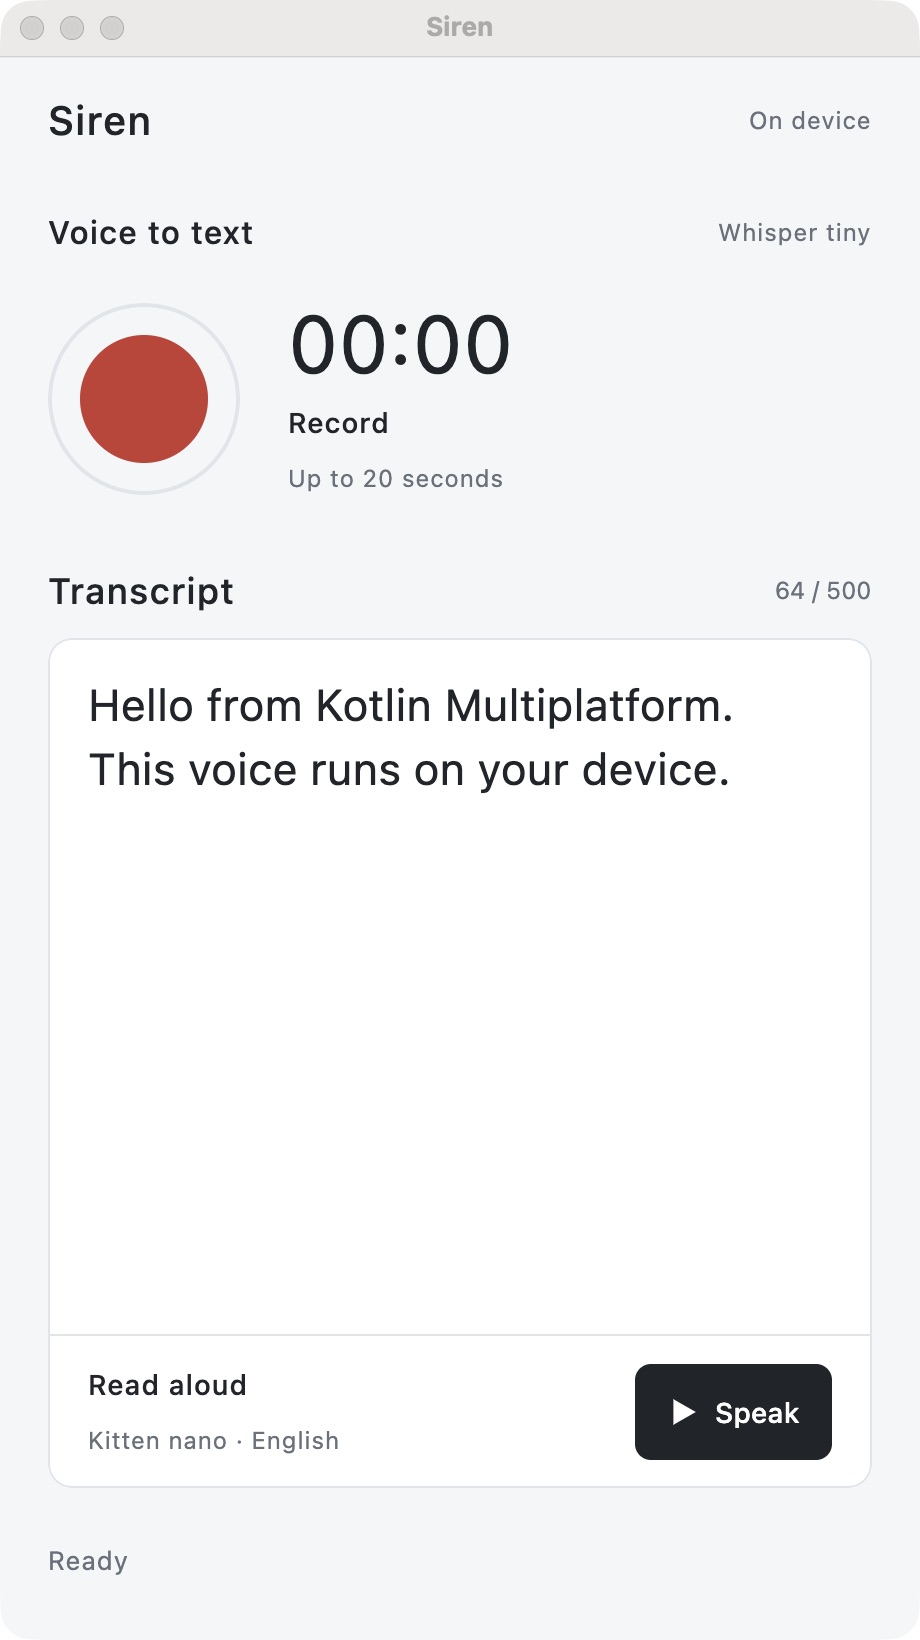 Siren
Siren
On device
Voice to text
Whisper tiny
00:00
Record
Up to 20 seconds
Transcript
64 / 500
Hello from Kotlin Multiplatform.
This voice runs on your device.
Read aloud
Kitten nano · English
Speak
Ready